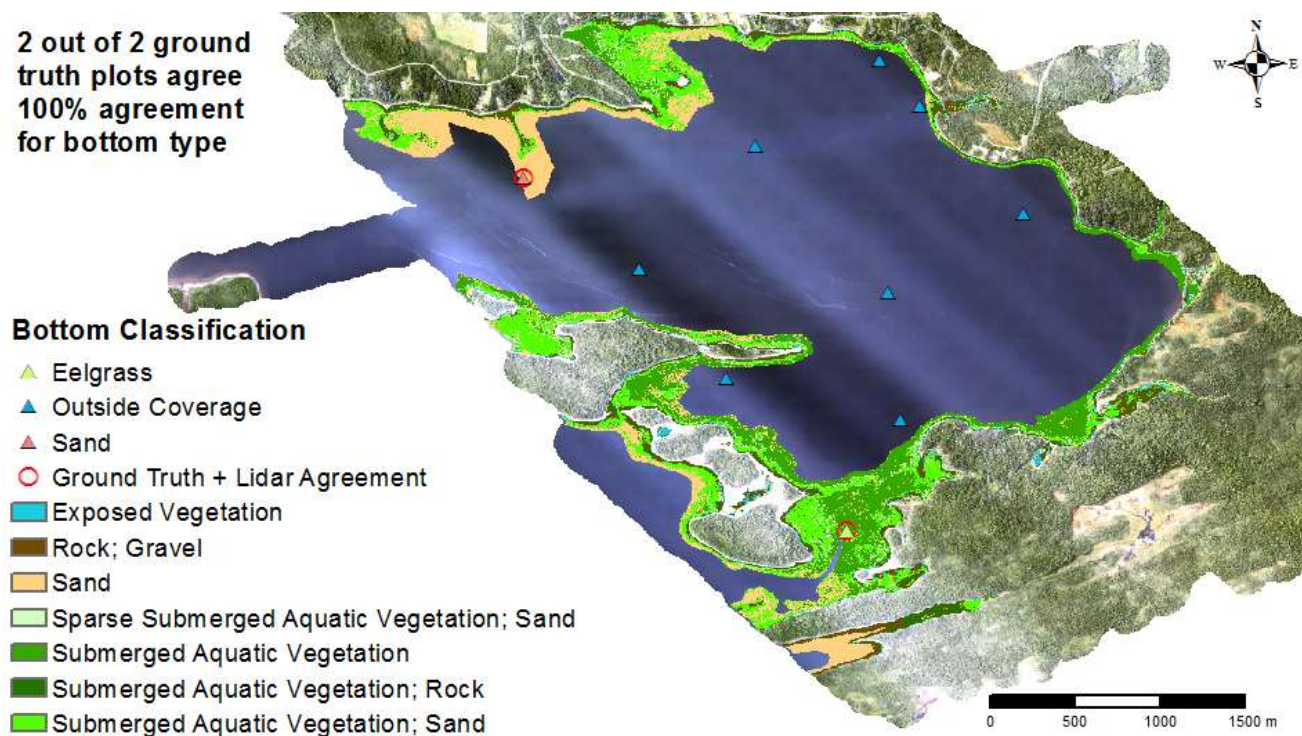 2 out of 2 ground
truth plots agree
100% agreement
for bottom type
N
W
E
S
Bottom Classification
Eelgrass
Outside Coverage
Sand
Ground Truth + Lidar Agreement
Exposed Vegetation
Rock; Gravel
Sand
Sparse Submerged Aquatic Vegetation; Sand
Submerged Aquatic Vegetation
Submerged Aquatic Vegetation; Rock
Submerged Aquatic Vegetation; Sand
0 500 1000 1500 m